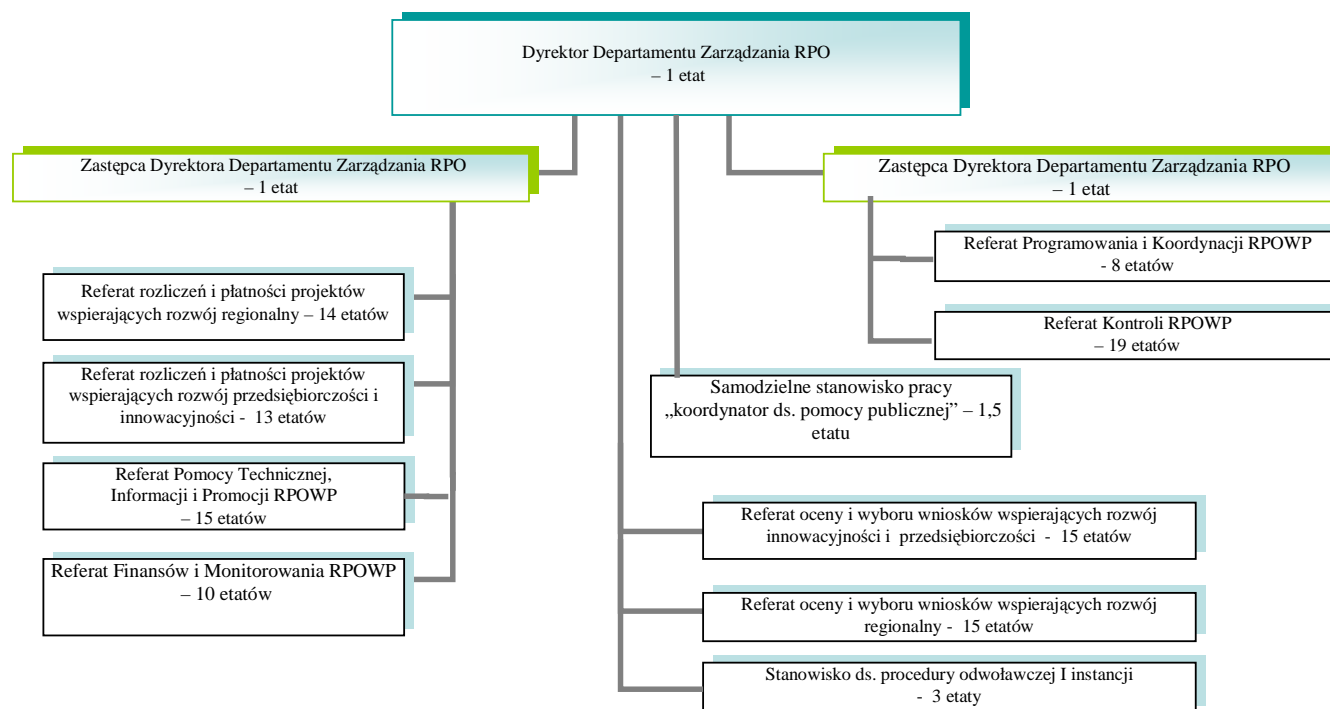 Dyrektor Departamentu Zarządzania RPO
– 1 etat
Zastępca Dyrektora Departamentu Zarządzania RPO
– 1 etat
Zastępca Dyrektora Departamentu Zarządzania RPO
– 1 etat
Referat Programowania i Koordynacji RPOWP
- 8 etatów
Referat Kontroli RPOWP
– 19 etatów
Referat rozliczeń i płatności projektów
wspierających rozwój regionalny – 14 etatów
Referat rozliczeń i płatności projektów
wspierających rozwój przedsiębiorczości i
innowacyjności - 13 etatów
Referat Pomocy Technicznej,
Informacji i Promocji RPOWP
– 15 etatów
Referat Finansów i Monitorowania RPOWP
– 10 etatów
Samodzielne stanowisko pracy
„koordynator ds. pomocy publicznej” – 1,5
etatu
Referat oceny i wyboru wniosków wspierających rozwój
innowacyjności i przedsiębiorczości - 15 etatów
Referat oceny i wyboru wniosków wspierających rozwój
regionalny - 15 etatów
Stanowisko ds. procedury odwoławczej I instancji
- 3 etaty